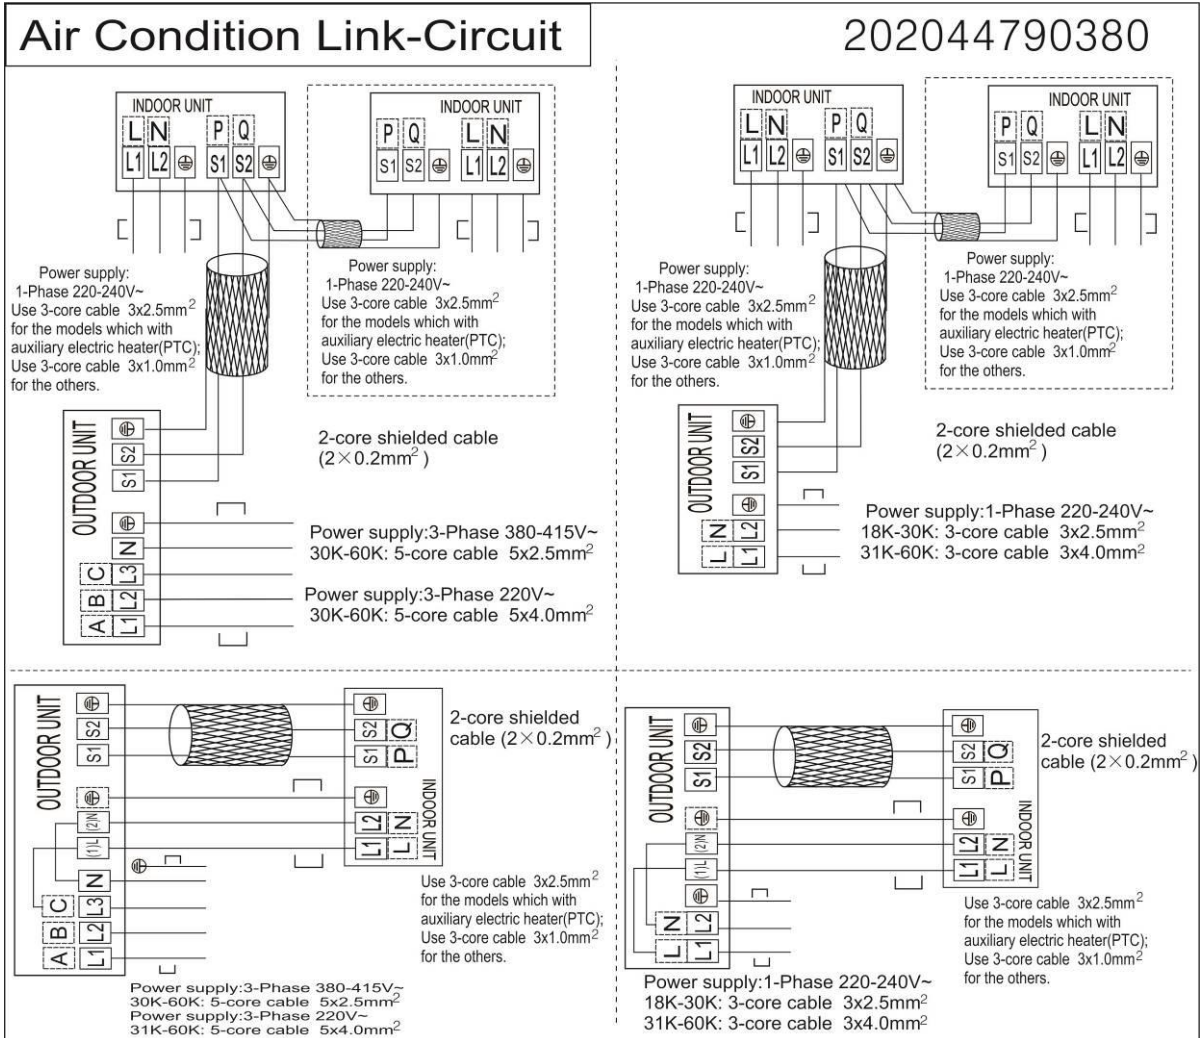 Air Condition Link-Circuit
202044790380
INDOOR UNIT
L N P Q
L1 L2 S1 S2
INDOOR UNIT
P Q L N
S1 S2 L1 L2
Power supply:
1-Phase 220-240V~
Use 3-core cable 3x2.5mm²
for the models which with
auxiliary electric heater(PTC);
Use 3-core cable 3x1.0mm²
for the others.
Power supply:
1-Phase 220-240V~
Use 3-core cable 3x2.5mm²
for the models which with
auxiliary electric heater(PTC);
Use 3-core cable 3x1.0mm²
for the others.
OUTDOOR UNIT
S2
S1
N
C L3
B L2
A L1
2-core shielded cable
(2×0.2mm²)
Power supply:3-Phase 380-415V~
30K-60K: 5-core cable 5x2.5mm²
Power supply:3-Phase 220V~
30K-60K: 5-core cable 5x4.0mm²
INDOOR UNIT
L N P Q
L1 L2 S1 S2
INDOOR UNIT
P Q L N
S1 S2 L1 L2
Power supply:
1-Phase 220-240V~
Use 3-core cable 3x2.5mm²
for the models which with
auxiliary electric heater(PTC);
Use 3-core cable 3x1.0mm²
for the others.
Power supply:
1-Phase 220-240V~
Use 3-core cable 3x2.5mm²
for the models which with
auxiliary electric heater(PTC);
Use 3-core cable 3x1.0mm²
for the others.
OUTDOOR UNIT
S2
S1
N L2
L L1
2-core shielded cable
(2×0.2mm²)
Power supply:1-Phase 220-240V~
18K-30K: 3-core cable 3x2.5mm²
31K-60K: 3-core cable 3x4.0mm²
OUTDOOR UNIT
S2
S1
(2)N
(1)L
N
C L3
B L2
A L1
S2 Q
S1 P
L2 N
L1 L
INDOOR UNIT
2-core shielded
cable (2×0.2mm²)
Use 3-core cable 3x2.5mm²
for the models which with
auxiliary electric heater(PTC);
Use 3-core cable 3x1.0mm²
for the others.
Power supply:3-Phase 380-415V~
30K-60K: 5-core cable 5x2.5mm²
Power supply:3-Phase 220V~
31K-60K: 5-core cable 5x4.0mm²
OUTDOOR UNIT
S2
S1
(2)N
(1)L
N L2
L L1
S2 Q
S1 P
L2 N
L1 L
INDOOR UNIT
2-core shielded
cable (2×0.2mm²)
Use 3-core cable 3x2.5mm²
for the models which with
auxiliary electric heater(PTC);
Use 3-core cable 3x1.0mm²
for the others.
Power supply:1-Phase 220-240V~
18K-30K: 3-core cable 3x2.5mm²
31K-60K: 3-core cable 3x4.0mm²